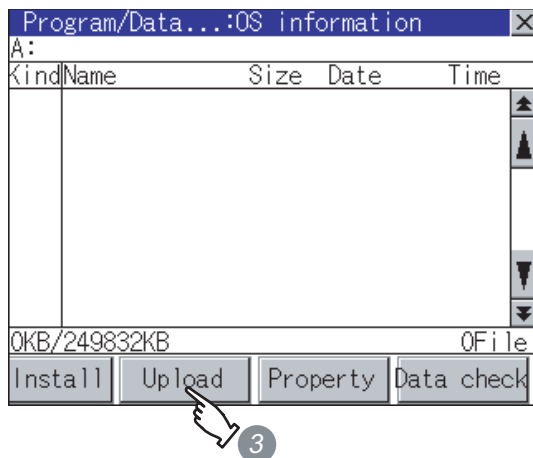 Program/Data...:OS information
A:
Kind Name Size Date Time
0KB/249832KB 0File
Install Upload Property Data check
3